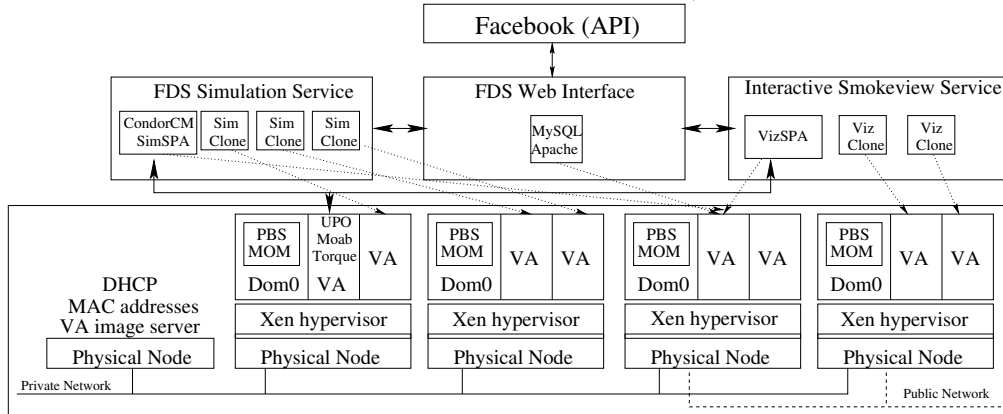 Facebook (API)
FDS Simulation Service
FDS Web Interface
Interactive Smokeview Service
CondorCM
SimSPA
Sim
Clone
Sim
Clone
Sim
Clone
MySQL
Apache
VizSPA
Viz
Clone
Viz
Clone
DHCP
MAC addresses
VA image server
Physical Node
PBS
MOM
Dom0
UPO
Moab
Torque
VA
VA
Xen hypervisor
Physical Node
PBS
MOM
Dom0
VA
VA
Xen hypervisor
Physical Node
PBS
MOM
Dom0
VA
VA
Xen hypervisor
Physical Node
PBS
MOM
Dom0
VA
VA
Xen hypervisor
Physical Node
Private Network
Public Network